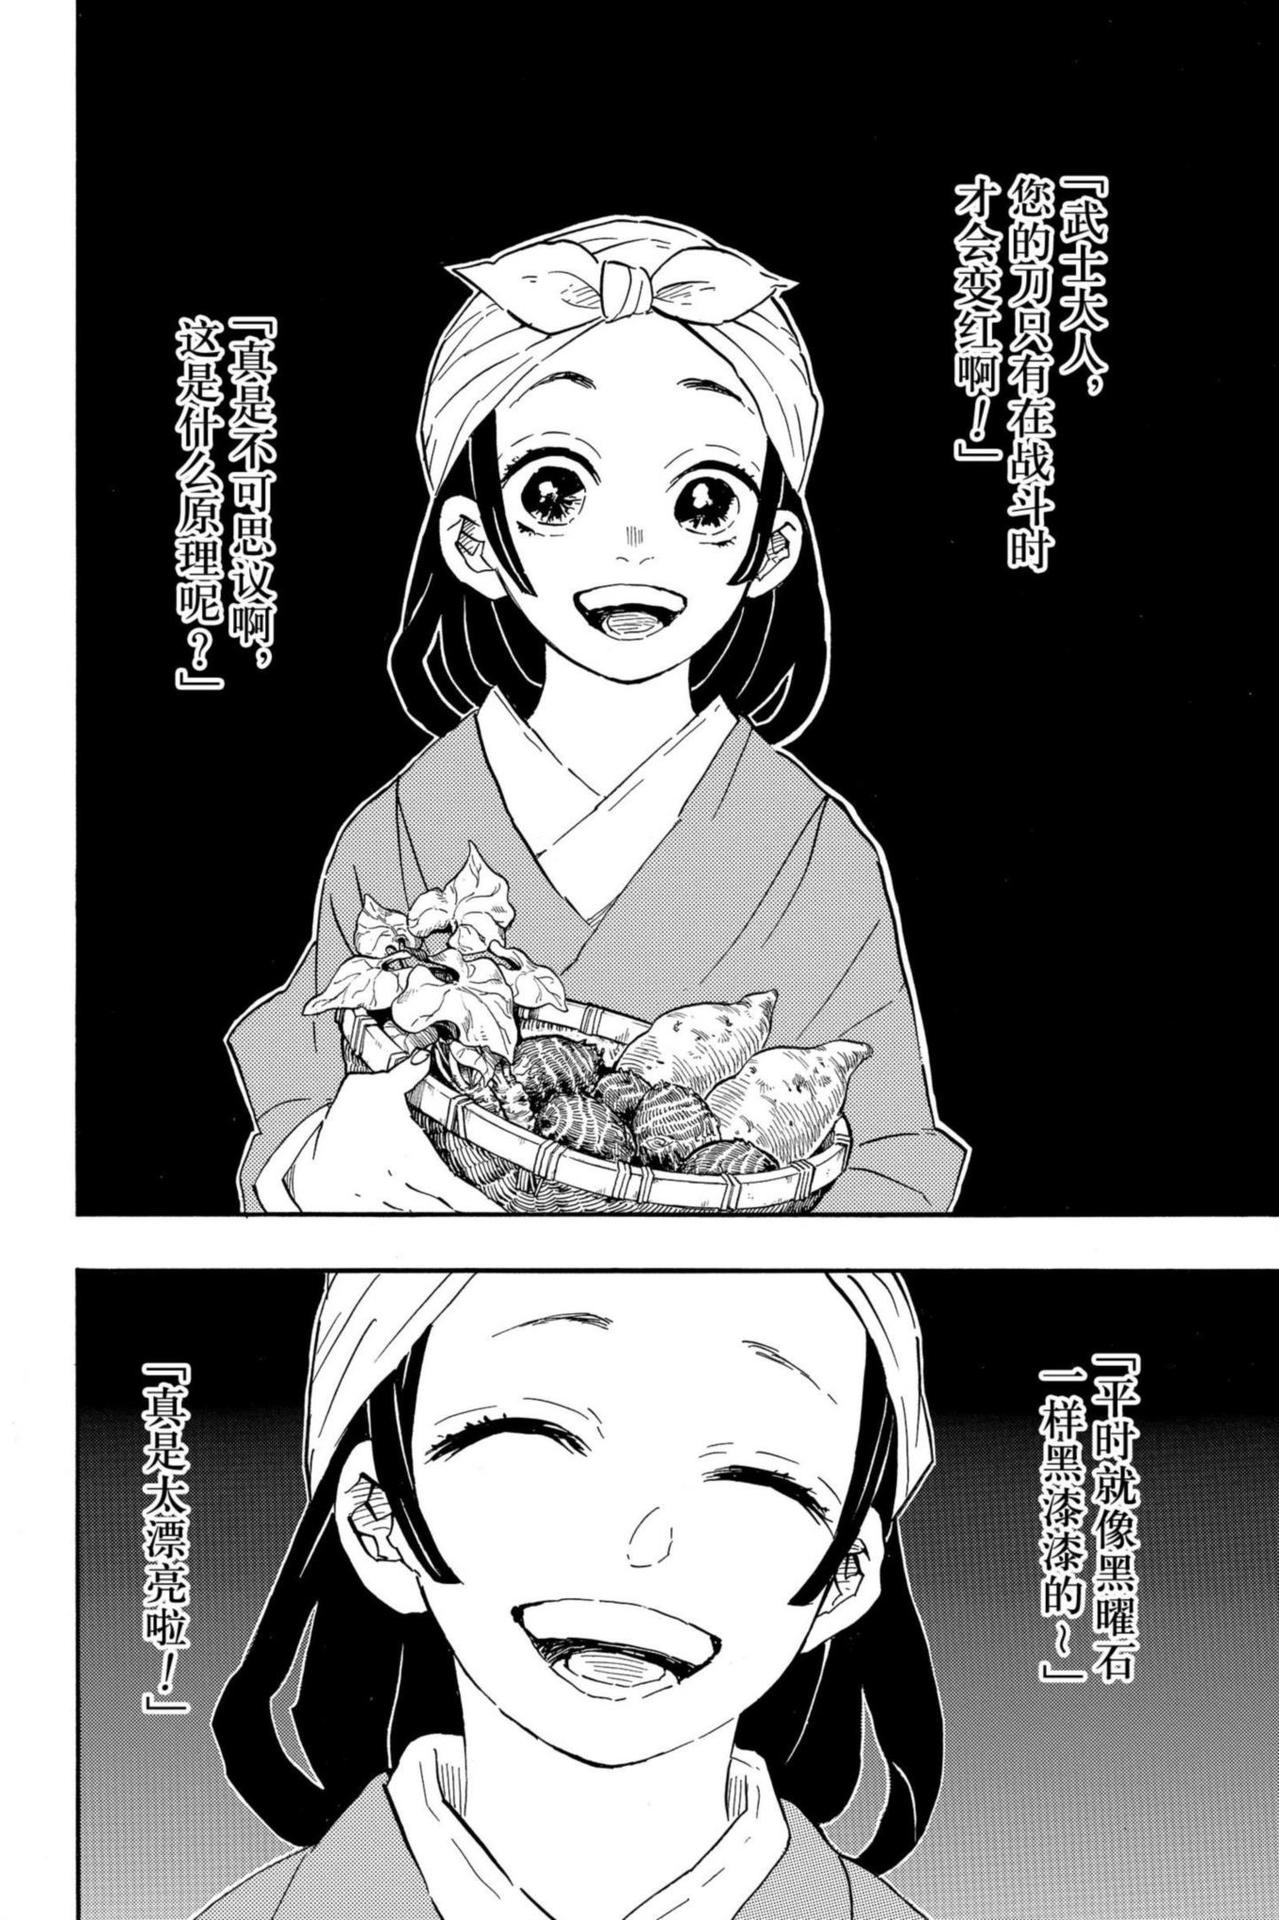 『武士大人，
您的刀只有在战斗时
才会变红啊！』
『真是不可思议啊，
这是什么原理呢？』
『平时就像黑曜石
一样黑漆漆的~』
『真是太漂亮啦！』